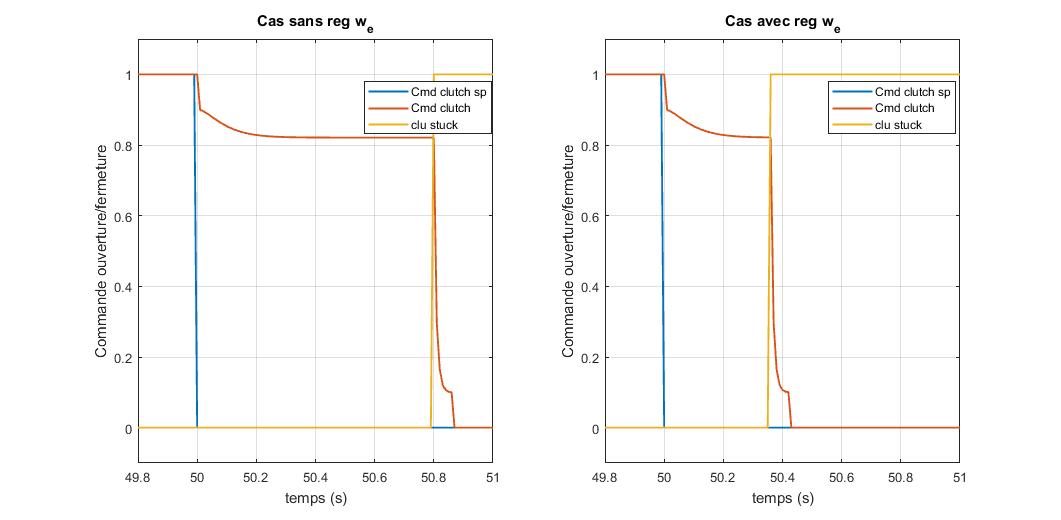 Cas sans reg w_e
Commande ouverture/fermeture
1
0.8
0.6
0.4
0.2
0
Cmd clutch sp
Cmd clutch
clu stuck
49.8 50 50.2 50.4 50.6 50.8 51
temps (s)
Cas avec reg w_e
Commande ouverture/fermeture
1
0.8
0.6
0.4
0.2
0
Cmd clutch sp
Cmd clutch
clu stuck
49.8 50 50.2 50.4 50.6 50.8 51
temps (s)